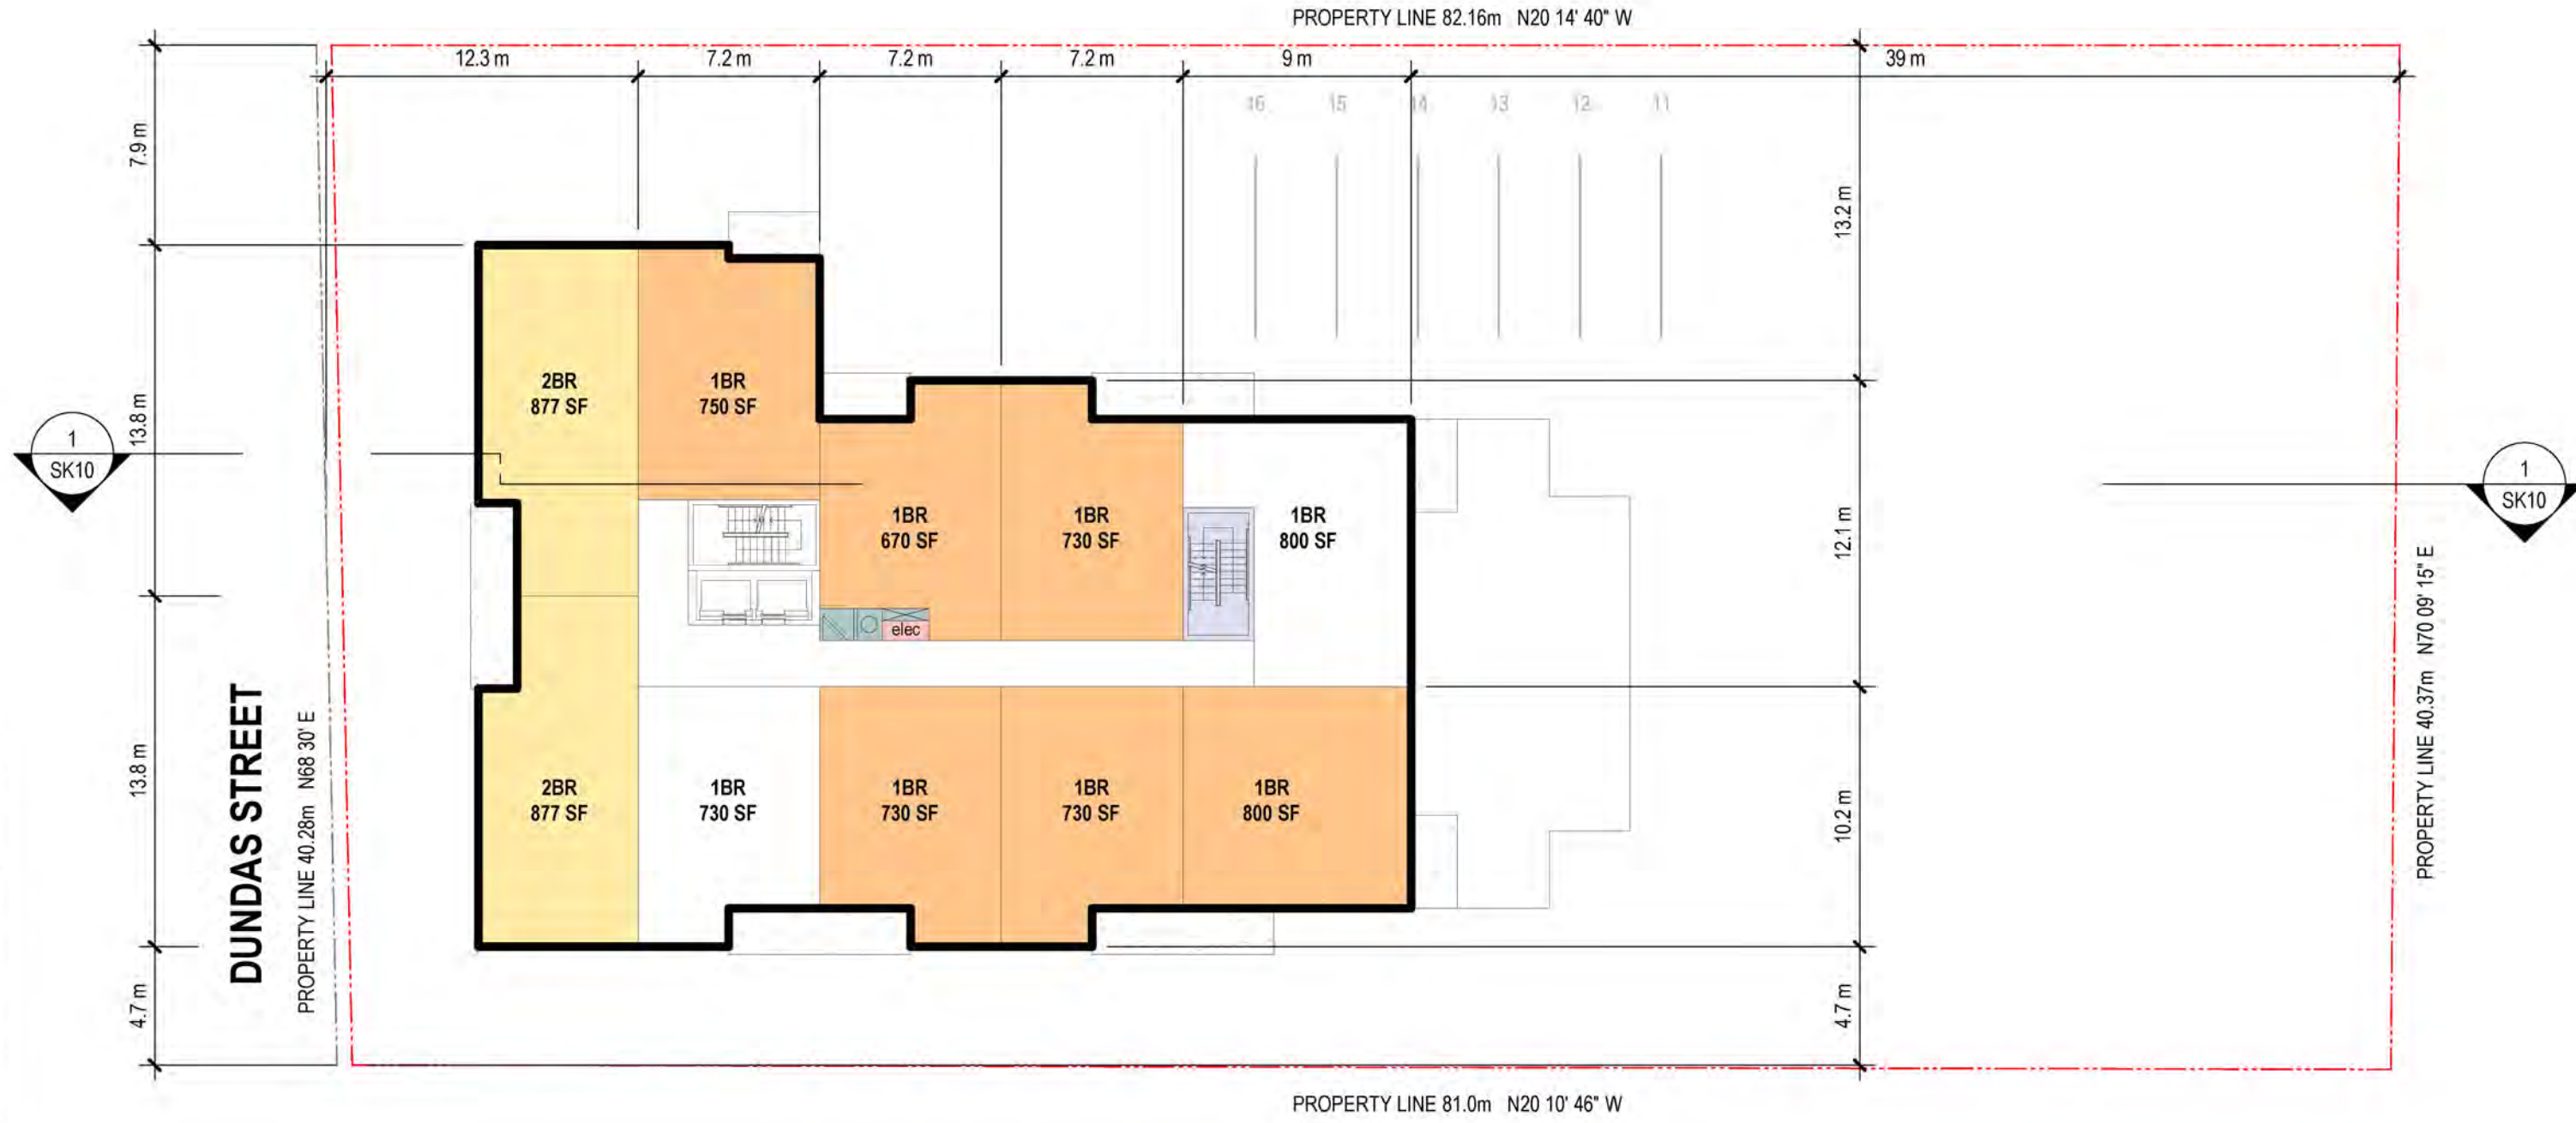 PROPERTY LINE 82.16m   N20 14' 40" W
12.3 m
7.2 m
7.2 m
7.2 m
9 m
39 m
16
15
14
13
12
11
7.9 m
13.2 m
2BR
877 SF
1BR
750 SF
13.8 m
1
SK10
1BR
670 SF
1BR
730 SF
1BR
800 SF
12.1 m
1
SK10
elec
PROPERTY LINE 40.37m   N70 09' 15" E
DUNDAS STREET
PROPERTY LINE 40.28m   N68 30' E
13.8 m
2BR
877 SF
1BR
730 SF
1BR
730 SF
1BR
730 SF
1BR
800 SF
10.2 m
4.7 m
4.7 m
PROPERTY LINE 81.0m   N20 10' 46" W